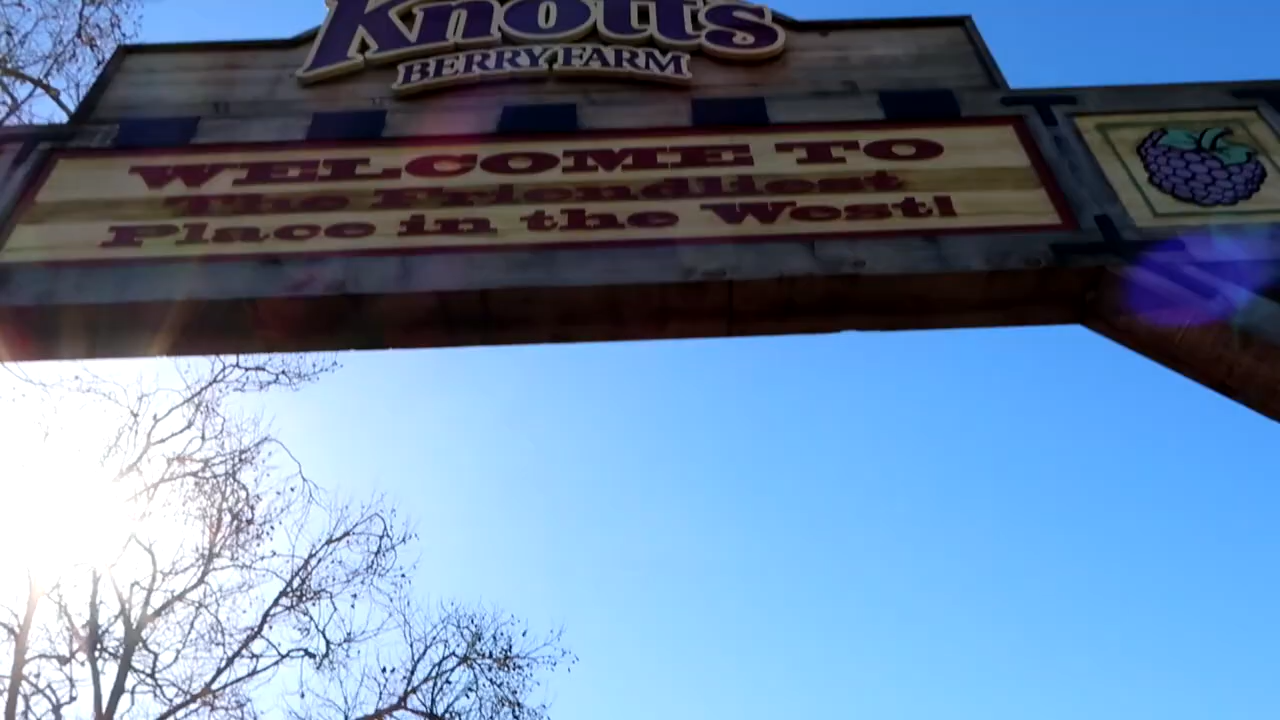 Knott's
BERRY FARM
WELCOME TO
The Friendliest
Place in the West!